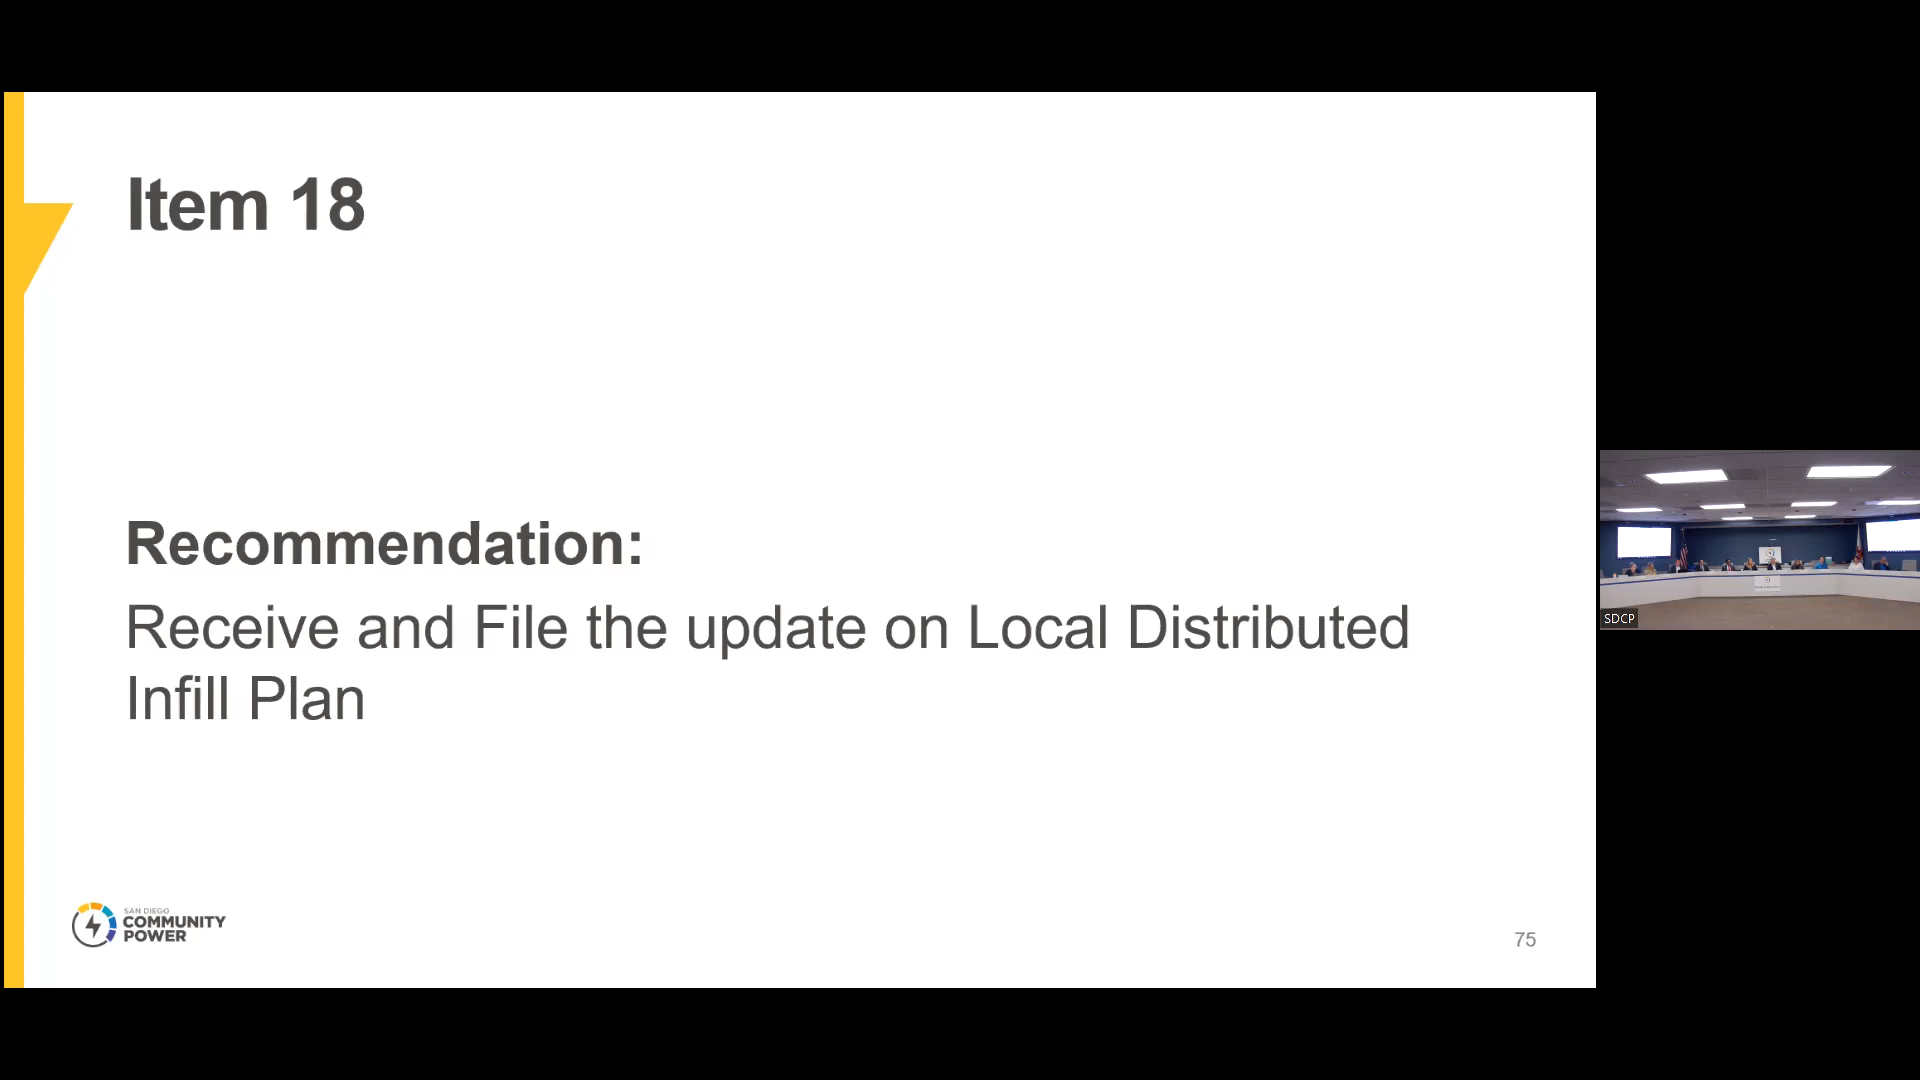 Item 18
Recommendation:
Receive and File the update on Local Distributed
Infill Plan
SAN DIEGO
COMMUNITY
POWER
75
SDCP